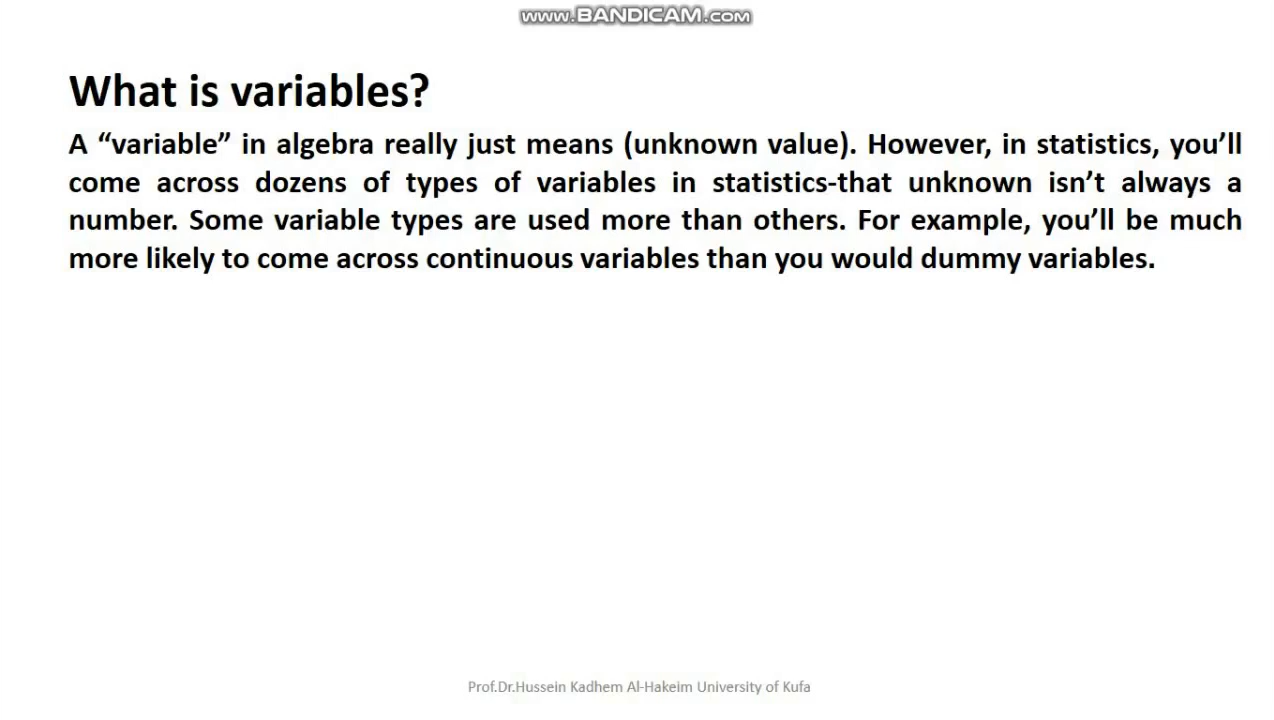 www.BANDICAM.com
What is variables?
A “variable” in algebra really just means (unknown value). However, in statistics, you’ll
come across dozens of types of variables in statistics-that unknown isn’t always a
number. Some variable types are used more than others. For example, you’ll be much
more likely to come across continuous variables than you would dummy variables.
Prof.Dr.Hussein Kadhem Al-Hakeim University of Kufa